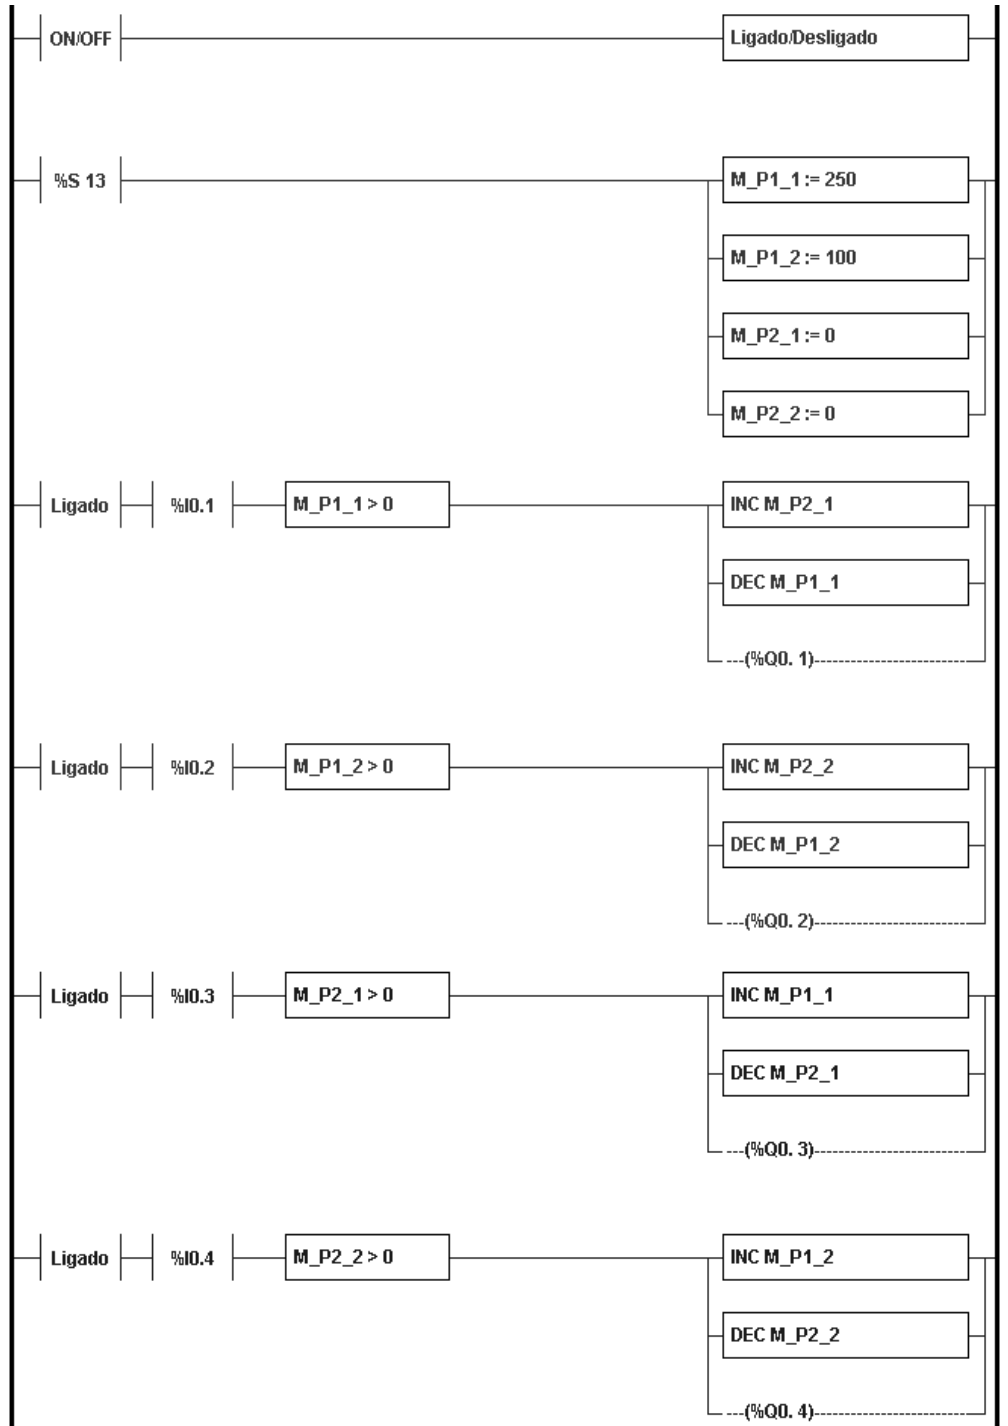 ON/OFF Ligado/Desligado
%S 13 M_P1_1 := 250
M_P1_2 := 100
M_P2_1 := 0
M_P2_2 := 0
Ligado %I0.1 M_P1_1 > 0 INC M_P2_1
DEC M_P1_1
---(%Q0. 1)---
Ligado %I0.2 M_P1_2 > 0 INC M_P2_2
DEC M_P1_2
---(%Q0. 2)---
Ligado %I0.3 M_P2_1 > 0 INC M_P1_1
DEC M_P2_1
---(%Q0. 3)---
Ligado %I0.4 M_P2_2 > 0 INC M_P1_2
DEC M_P2_2
---(%Q0. 4)---